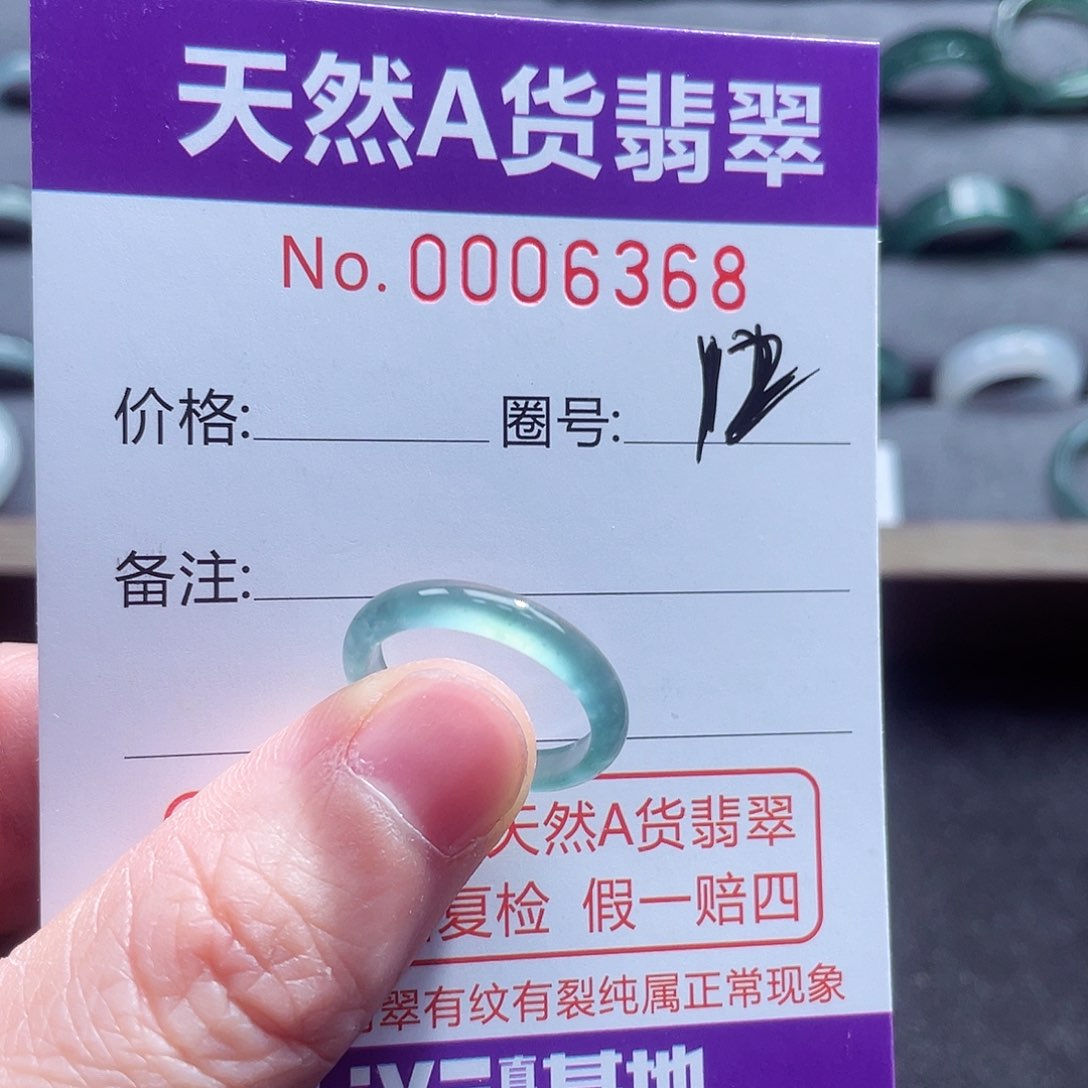 天然A货翡翠
No. 0006368
价格: 圈号: 12
备注:
天然A货翡翠
复检 假一赔四
翠有纹有裂纯属正常现象
基地